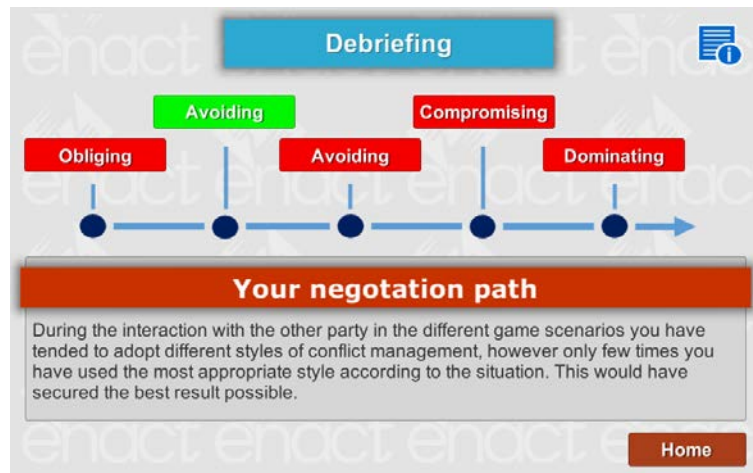 Debriefing
Avoiding
Compromising
Obliging
Avoiding
Dominating
Your negotation path
During the interaction with the other party in the different game scenarios you have
tended to adopt different styles of conflict management, however only few times you
have used the most appropriate style according to the situation. This would have
secured the best result possible.
Home